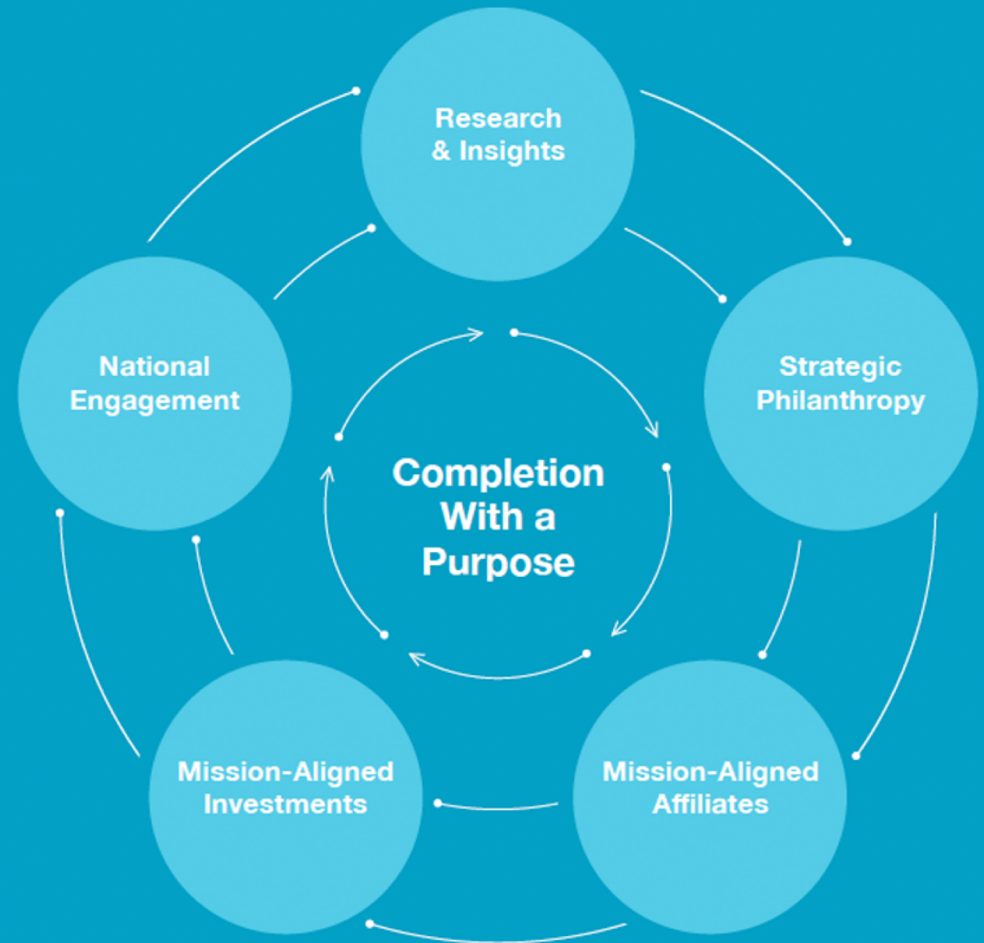 Research
& Insights
Strategic
Philanthropy
Mission-Aligned
Affiliates
Mission-Aligned
Investments
National
Engagement
Completion
With a
Purpose